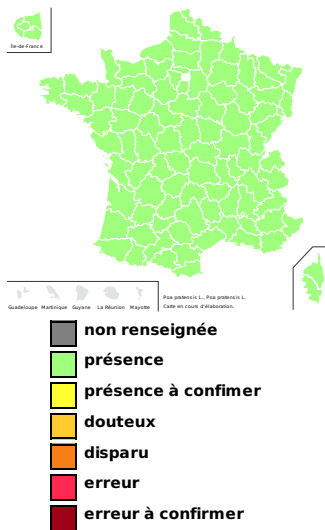 Île-de-France
Guadeloupe Martinique Guyane La Réunion Mayotte
Poa pratensis L., Poa pratensis L.
Carte en cours d'élaboration.
non renseignée
présence
présence à confimer
douteux
disparu
erreur
erreur à confirmer